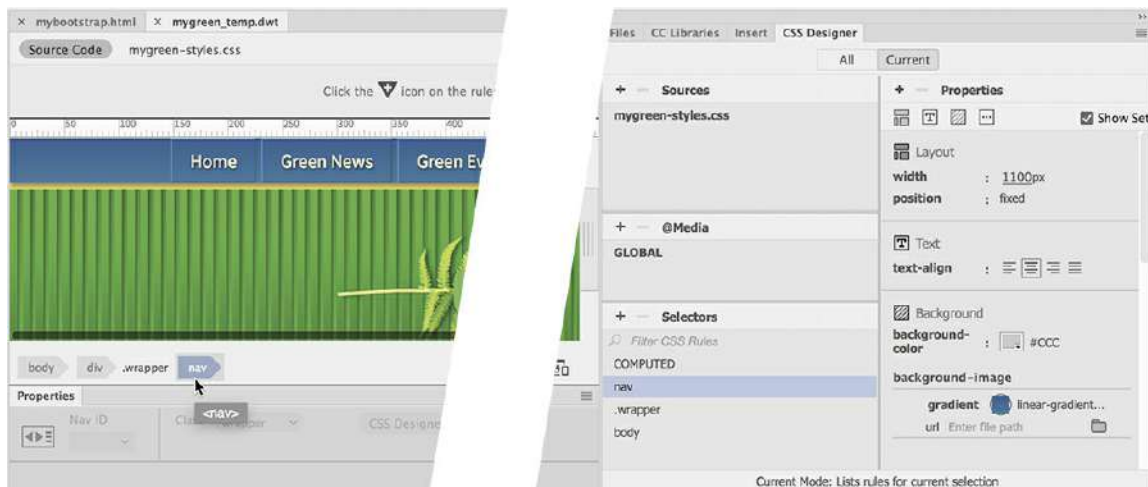 × mybootstrap.html × mygreen_temp.dwt
Source Code mygreen-styles.css
Click the icon on the rule
0 50 100 150 200 250 300 350 400
Home Green News Green Ev
body div .wrapper nav
<nav>
Properties
Nav ID
CSS Designe
Files CC Libraries Insert CSS Designer
All Current
+ − Sources
mygreen-styles.css
+ − @Media
GLOBAL
+ − Selectors
Filter CSS Rules
COMPUTED
nav
.wrapper
body
+ − Properties
Show Set
Layout
width : 1100px
position : fixed
Text
text-align :
Background
background-
color : #CCC
background-image
gradient linear-gradient...
url Enter file path
Current Mode: Lists rules for current selection